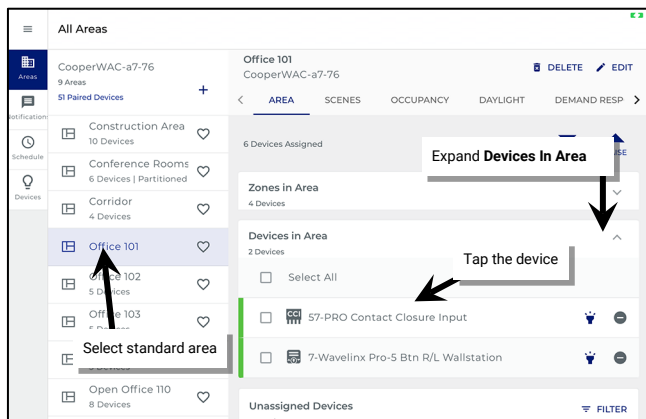 All Areas
Areas
Notifications
Schedule
Devices
CooperWAC-a7-76
9 Areas
51 Paired Devices
+
Construction Area
10 Devices
Conference Rooms
6 Devices | Partitioned
Corridor
4 Devices
Office 101
Office 102
5 Devices
Office 103
5 Devices
Select standard area
5 Devices
Open Office 110
8 Devices
Office 101
CooperWAC-a7-76
DELETE
EDIT
AREA SCENES OCCUPANCY DAYLIGHT DEMAND RESP
6 Devices Assigned
Expand Devices In Area
Zones in Area
4 Devices
Devices in Area
2 Devices
Tap the device
Select All
CCI
57-PRO Contact Closure Input
7-Wavelinx Pro-5 Btn R/L Wallstation
Unassigned Devices
FILTER